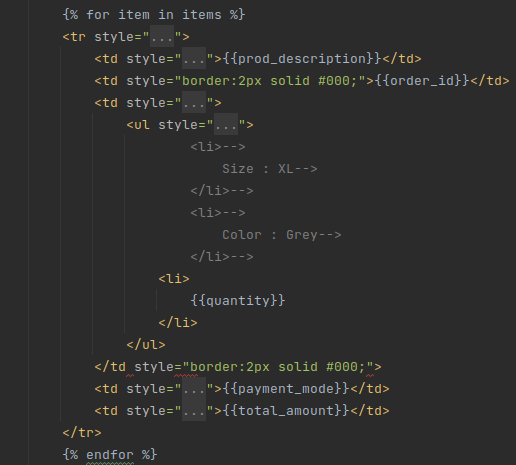 {% for item in items %}
<tr style="...">
<td style="...">{{prod_description}}</td>
<td style="border:2px solid #000;">{{order_id}}</td>
<td style="...">
<ul style="...">
<li>-->
Size : XL-->
</li>-->
<li>-->
Color : Grey-->
</li>-->
<li>
{{quantity}}
</li>
</ul>
</td style="border:2px solid #000;">
<td style="...">{{payment_mode}}</td>
<td style="...">{{total_amount}}</td>
</tr>
{% endfor %}